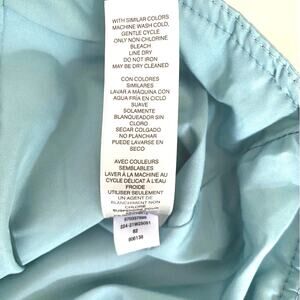 WITH SIMILAR COLORS
MACHINE WASH COLD,
GENTLE CYCLE
ONLY NON CHLORINE
BLEACH
LINE DRY
DO NOT IRON
MAY BE DRY CLEANED
CON COLORES
SIMILARES
LAVAR A MÁQUINA CON
AGUA FRÍA EN CICLO
SUAVE
SOLAMENTE
BLANQUEADOR SIN
CLORO
SECAR COLGADO
NO PLANCHAR
PUEDE LAVARSE EN
SECO
AVEC COULEURS
SEMBLABLES
LAVER À LA MACHINE AU
CYCLE DÉLICAT À L'EAU
FROIDE
UTILISER SEULEMENT
UN AGENT DE
BLANCHIMENT NON
CHLORÉ